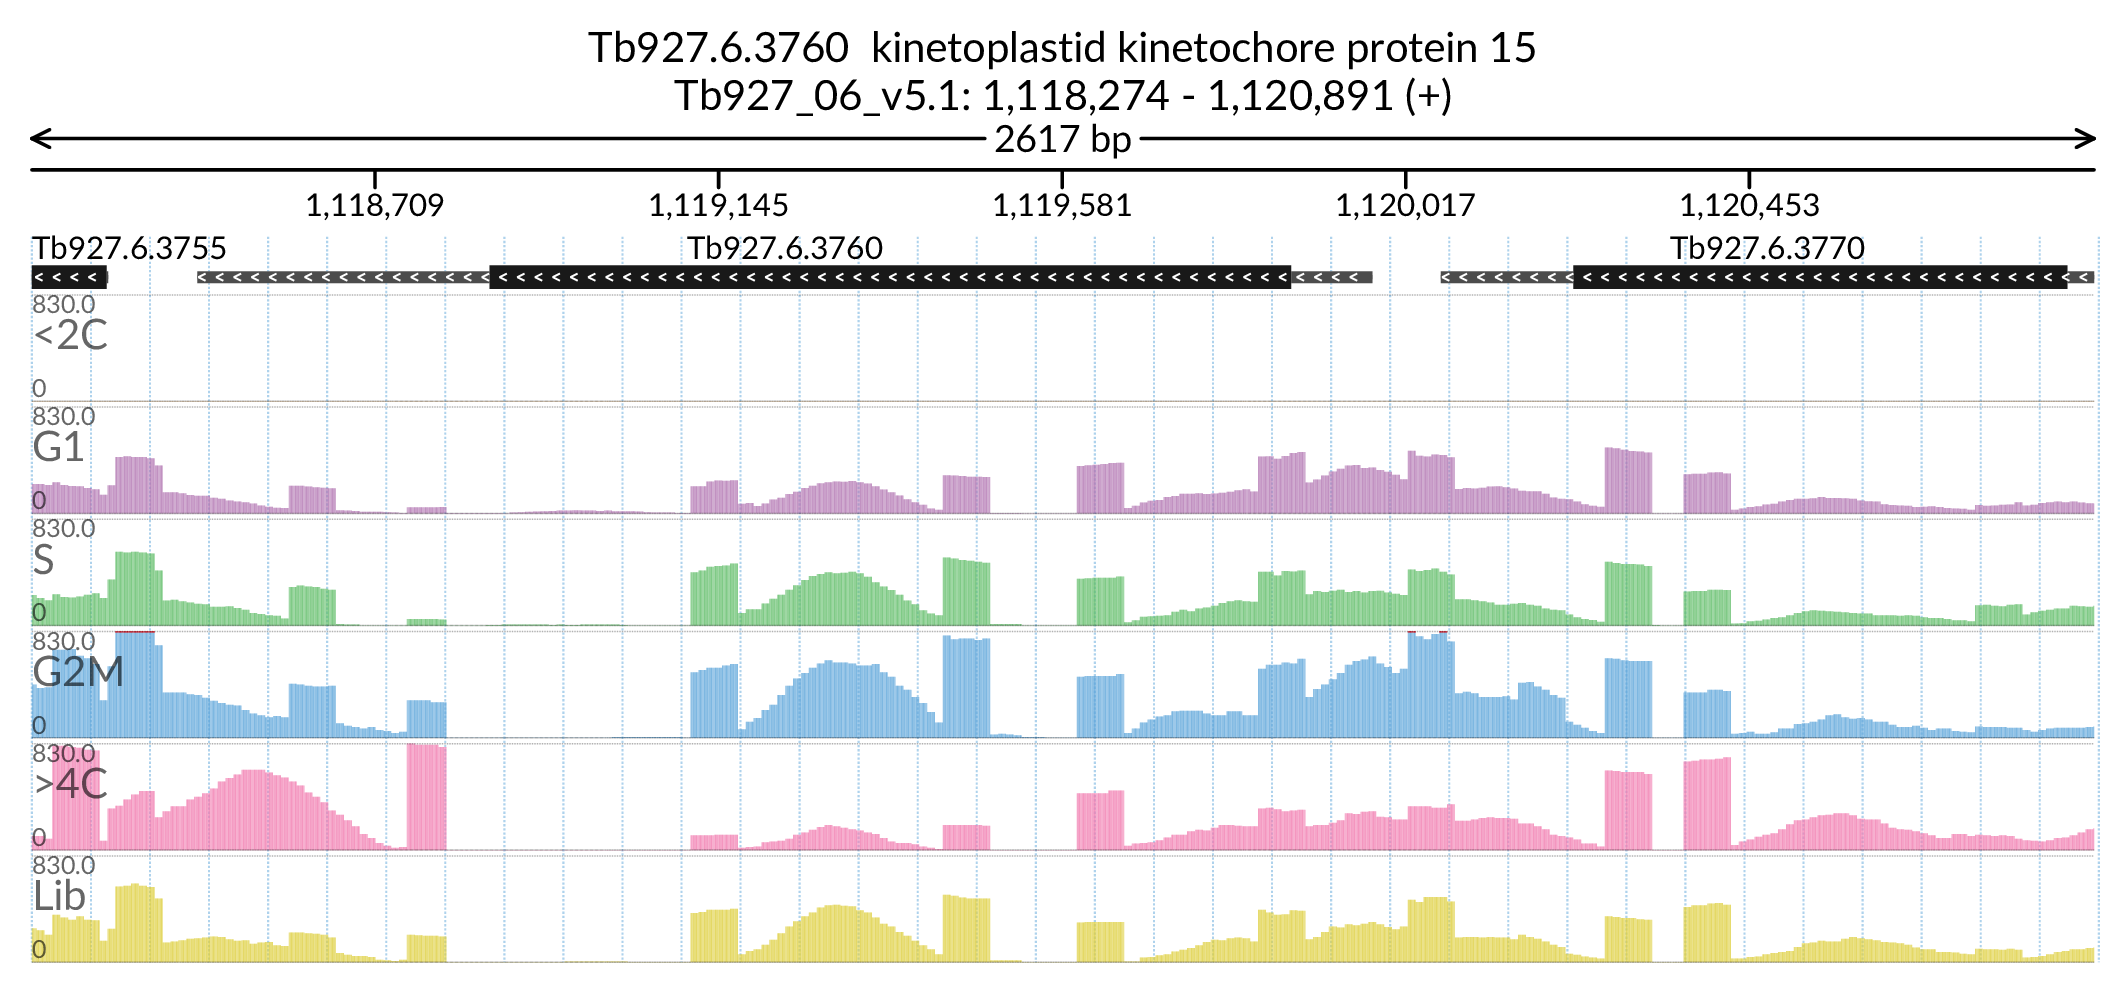 Tb927.6.3760  kinetoplastid kinetochore protein 15
Tb927_06_v5.1: 1,118,274 - 1,120,891 (+)
2617 bp
1,118,709 1,119,145 1,119,581 1,120,017 1,120,453
Tb927.6.3755 Tb927.6.3760 Tb927.6.3770
830.0
<2C
0
830.0
G1
0
830.0
S
0
830.0
G2M
0
830.0
>4C
0
830.0
Lib
0